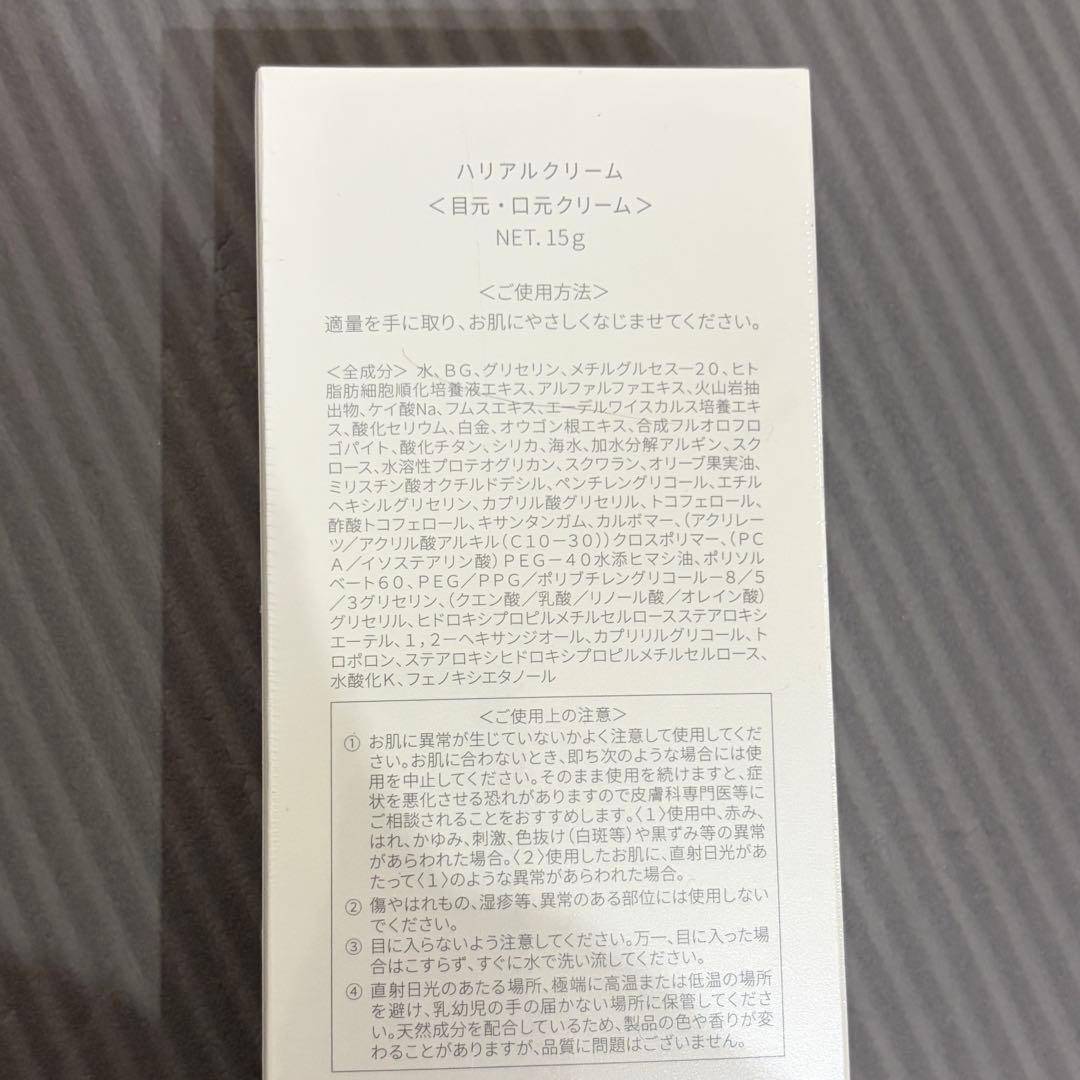 ハリアルクリーム
＜目元・口元クリーム＞
NET. 15g
＜ご使用方法＞
適量を手に取り、お肌にやさしくなじませてください。
＜全成分＞ 水、BG、グリセリン、メチルグルセスー20、ヒト
脂肪細胞順化培養液エキス、アルファルファエキス、火山岩抽
出物、ケイ酸Na、フムスエキス、エーデルワイスカルス培養エキ
ス、酸化セリウム、白金、オウゴン根エキス、合成フルオロフロ
ゴパイト、酸化チタン、シリカ、海水、加水分解アルギン、スク
ロース、水溶性プロテオグリカン、スクワラン、オリーブ果実油、
ミリスチン酸オクチルドデシル、ペンチレングリコール、エチル
ヘキシルグリセリン、カプリル酸グリセリル、トコフェロール、
酢酸トコフェロール、キサンタンガム、カルボマー、（アクリレー
ツ／アクリル酸アルキル（C10－30））クロスポリマー、（PC
A／イソステアリン酸）PEG－40水添ヒマシ油、ポリソル
ベート60、PEG／PPG／ポリブチレングリコール－8／5
／3グリセリン、（クエン酸／乳酸／リノール酸／オレイン酸）
グリセリル、ヒドロキシプロピルメチルセルロースステアロキシ
エーテル、1，2－ヘキサンジオール、カプリリルグリコール、ト
ロポロン、ステアロキシヒドロキシプロピルメチルセルロース、
水酸化K、フェノキシエタノール
＜ご使用上の注意＞
① お肌に異常が生じていないかよく注意して使用してくだ
さい。お肌に合わないとき、即ち次のような場合には使
用を中止してください。そのまま使用を続けますと、症
状を悪化させる恐れがありますので皮膚科専門医等に
ご相談されることをおすすめします。〈1〉使用中、赤み、
はれ、かゆみ、刺激、色抜け（白斑等）や黒ずみ等の異常
があらわれた場合。〈2〉使用したお肌に、直射日光があ
たって〈1〉のような異常があらわれた場合。
② 傷やはれもの、湿疹等、異常のある部位には使用しない
でください。
③ 目に入らないよう注意してください。万一、目に入った場
合はこすらず、すぐに水で洗い流してください。
④ 直射日光のあたる場所、極端に高温または低温の場所
を避け、乳幼児の手の届かない場所に保管してくださ
い。天然成分を配合しているため、製品の色や香りが変
わることがありますが、品質に問題はございません。